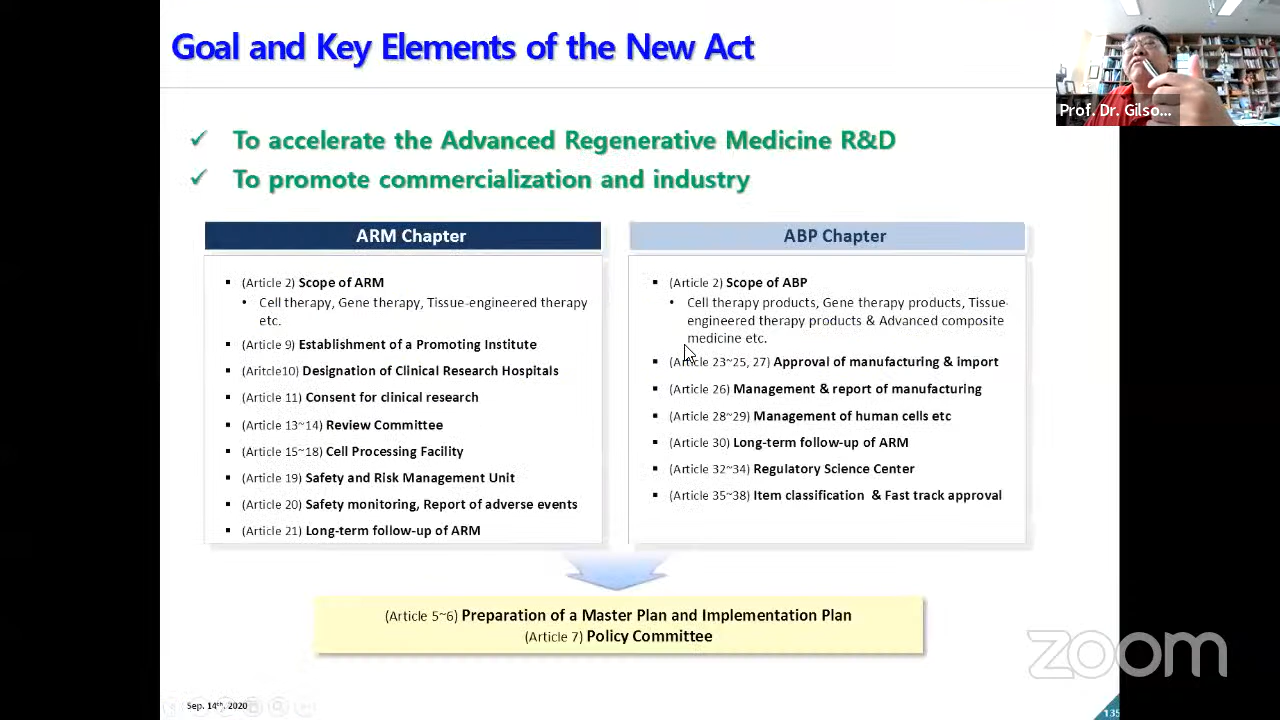 Goal and Key Elements of the New Act
Prof. Dr. Gilso...
✓ To accelerate the Advanced Regenerative Medicine R&D
✓ To promote commercialization and industry
ARM Chapter
▪ (Article 2) Scope of ARM
• Cell therapy, Gene therapy, Tissue-engineered therapy
etc.
▪ (Article 9) Establishment of a Promoting Institute
▪ (Artcle10) Designation of Clinical Research Hospitals
▪ (Article 11) Consent for clinical research
▪ (Article 13~14) Review Committee
▪ (Article 15~18) Cell Processing Facility
▪ (Article 19) Safety and Risk Management Unit
▪ (Article 20) Safety monitoring, Report of adverse events
▪ (Article 21) Long-term follow-up of ARM
ABP Chapter
▪ (Article 2) Scope of ABP
• Cell therapy products, Gene therapy products, Tissue-
engineered therapy products & Advanced composite
medicine etc.
▪ (Article 23~25, 27) Approval of manufacturing & import
▪ (Article 26) Management & report of manufacturing
▪ (Article 28~29) Management of human cells etc
▪ (Article 30) Long-term follow-up of ARM
▪ (Article 32~34) Regulatory Science Center
▪ (Article 35~38) Item classification & Fast track approval
(Article 5~6) Preparation of a Master Plan and Implementation Plan
(Article 7) Policy Committee
zoom
Sep. 14th, 2020
135